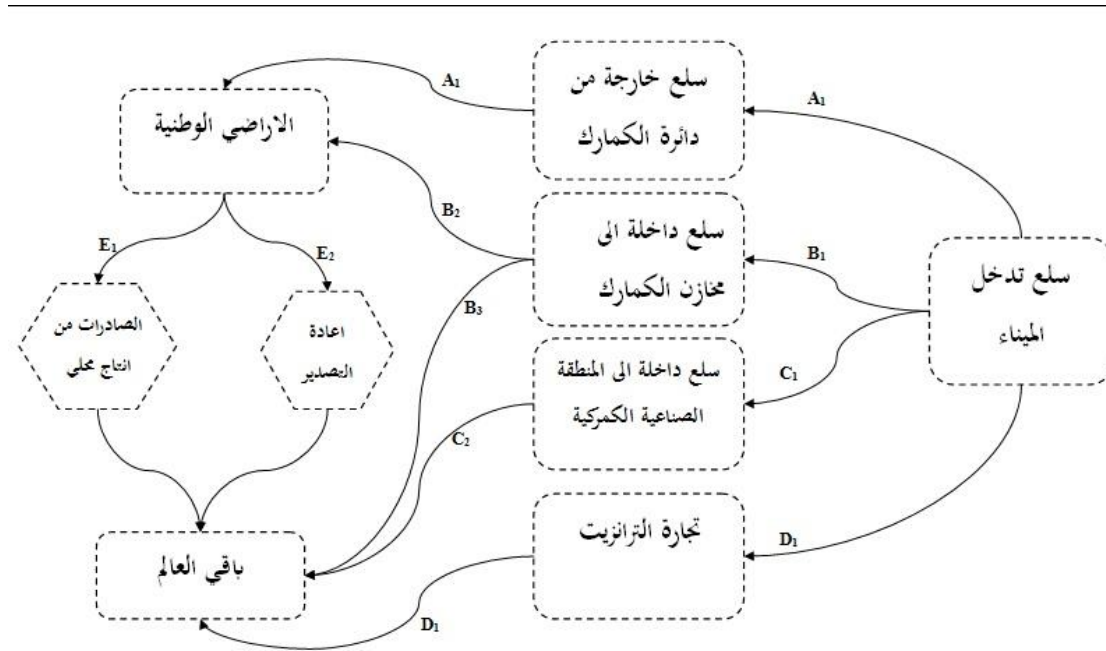 سلع تدخل
الميناء
A1
B1
C1
D1
سلع خارجة من
دائرة الكمارك
سلع داخلة الى
مخازن الكمارك
سلع داخلة الى المنطقة
الصناعية الكمركية
تجارة الترانزيت
A1
B2
B3
C2
D1
الاراضي الوطنية
E1
E2
الصادرات من
انتاج محلي
اعادة
التصدير
باقي العالم